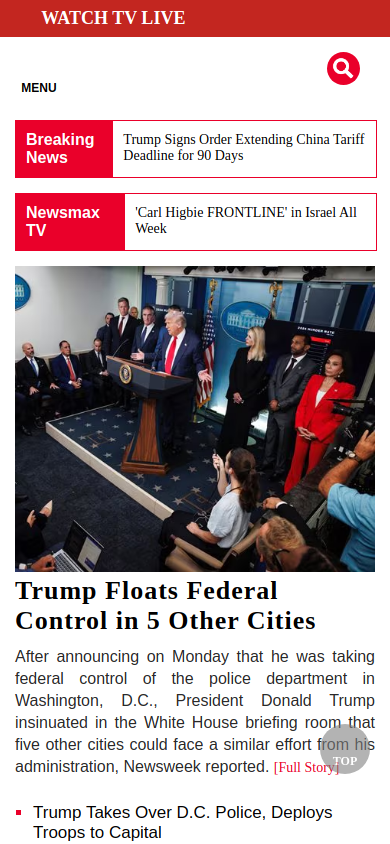 WATCH TV LIVE
MENU
Breaking News
Trump Signs Order Extending China Tariff
Deadline for 90 Days
Newsmax TV
'Carl Higbie FRONTLINE' in Israel All
Week
Trump Floats Federal
Control in 5 Other Cities
After announcing on Monday that he was taking
federal control of the police department in
Washington, D.C., President Donald Trump
insinuated in the White House briefing room that
five other cities could face a similar effort from his
administration, Newsweek reported. [Full Story]
TOP
Trump Takes Over D.C. Police, Deploys
Troops to Capital